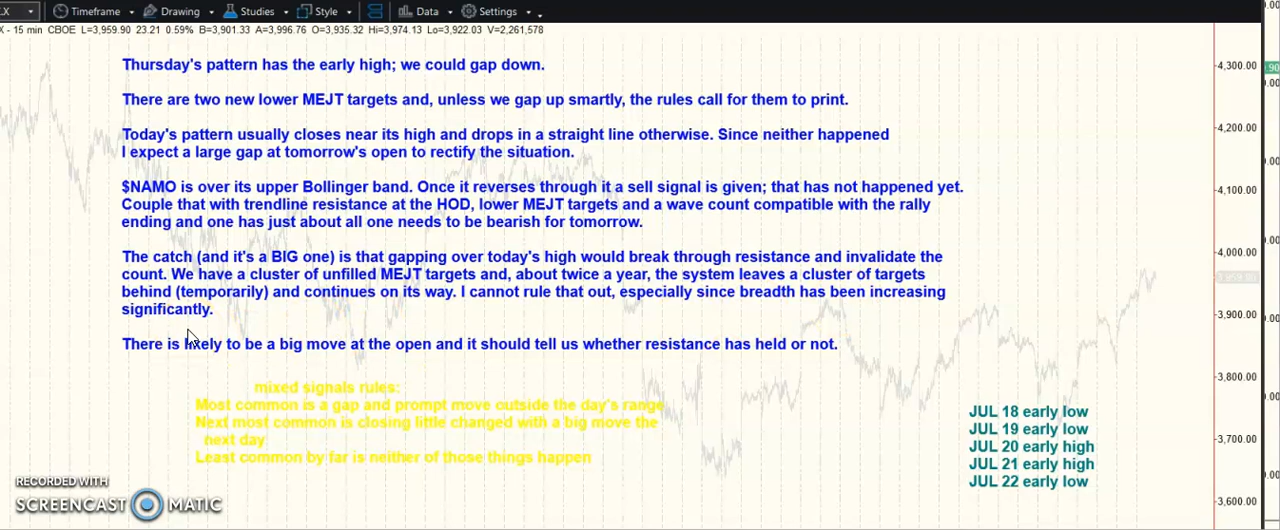 .X Timeframe Drawing Studies Style Data Settings
X - 15 min CBOE L=3,959.90 23.21 0.59% B=3,901.33 A=3,996.76 O=3,935.32 Hi=3,974.13 Lo=3,922.03 V=2,261,578
Thursday's pattern has the early high; we could gap down.
There are two new lower MEJT targets and, unless we gap up smartly, the rules call for them to print.
Today's pattern usually closes near its high and drops in a straight line otherwise. Since neither happened
I expect a large gap at tomorrow's open to rectify the situation.
$NAMO is over its upper Bollinger band. Once it reverses through it a sell signal is given; that has not happened yet.
Couple that with trendline resistance at the HOD, lower MEJT targets and a wave count compatible with the rally
ending and one has just about all one needs to be bearish for tomorrow.
The catch (and it's a BIG one) is that gapping over today's high would break through resistance and invalidate the
count. We have a cluster of unfilled MEJT targets and, about twice a year, the system leaves a cluster of targets
behind (temporarily) and continues on its way. I cannot rule that out, especially since breadth has been increasing
significantly.
There is likely to be a big move at the open and it should tell us whether resistance has held or not.
mixed signals rules:
Most common is a gap and prompt move outside the day's range
Next most common is closing little changed with a big move the
next day
Least common by far is neither of those things happen
JUL 18 early low
JUL 19 early low
JUL 20 early high
JUL 21 early high
JUL 22 early low
4,300.00
4,200.00
4,100.00
4,000.00
3,959.90
3,900.00
3,800.00
3,700.00
3,600.00
RECORDED WITH
SCREENCAST MATIC